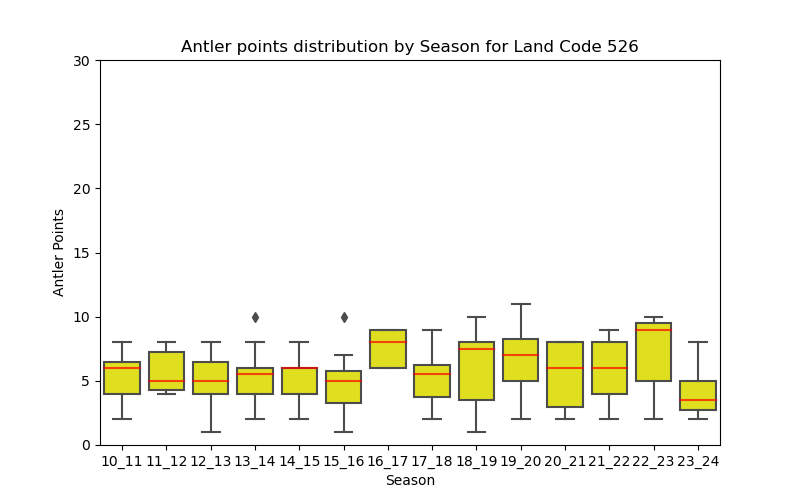 Antler points distribution by Season for Land Code 526
30
25
20
15
10
5
0
Antler Points
10_11 11_12 12_13 13_14 14_15 15_16 16_17 17_18 18_19 19_20 20_21 21_22 22_23 23_24
Season